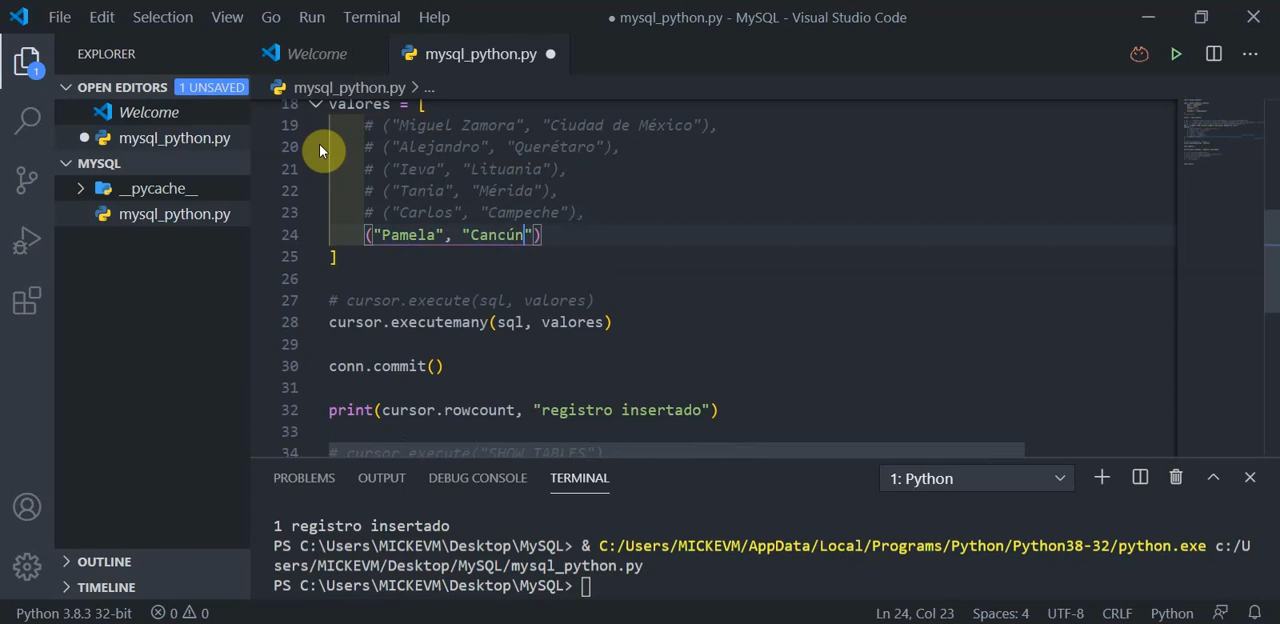 File Edit Selection View Go Run Terminal Help ● mysql_python.py - MySQL - Visual Studio Code
EXPLORER
Welcome
mysql_python.py
OPEN EDITORS 1 UNSAVED
Welcome
mysql_python.py
MYSQL
__pycache__
mysql_python.py
OUTLINE
TIMELINE
1
mysql_python.py > ...
18 valores = [
19 # ("Miguel Zamora", "Ciudad de México"),
20 # ("Alejandro", "Querétaro"),
21 # ("Ieva", "Lituania"),
22 # ("Tania", "Mérida"),
23 # ("Carlos", "Campeche"),
24 ("Pamela", "Cancún")
25 ]
26
27 # cursor.execute(sql, valores)
28 cursor.executemany(sql, valores)
29
30 conn.commit()
31
32 print(cursor.rowcount, "registro insertado")
33
34 # cursor.execute("SHOW TABLES")
PROBLEMS OUTPUT DEBUG CONSOLE TERMINAL 1: Python
1 registro insertado
PS C:\Users\MICKEVM\Desktop\MySQL> & C:/Users/MICKEVM/AppData/Local/Programs/Python/Python38-32/python.exe c:/U
sers/MICKEVM/Desktop/MySQL/mysql_python.py
PS C:\Users\MICKEVM\Desktop\MySQL>
Python 3.8.3 32-bit 0 0 Ln 24, Col 23 Spaces: 4 UTF-8 CRLF Python